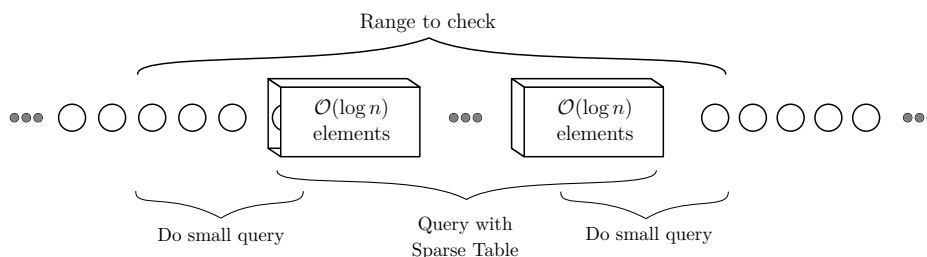 Range to check
O(log n)
elements
O(log n)
elements
Do small query
Query with
Sparse Table
Do small query